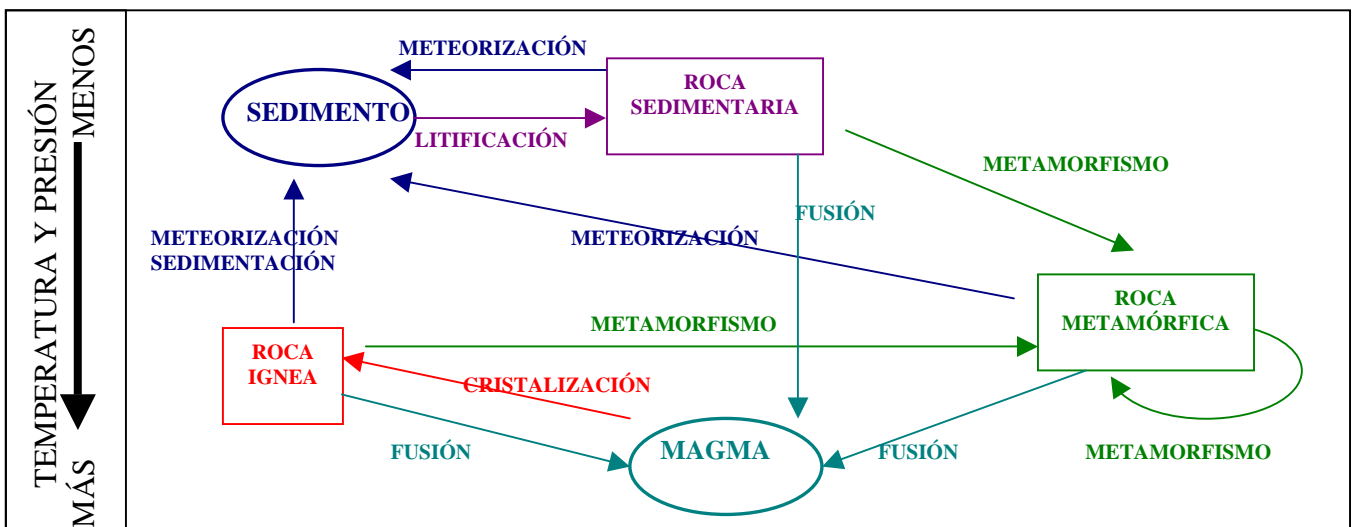 TEMPERATURA Y PRESIÓN
MENOS
MÁS
METEORIZACIÓN
ROCA
SEDIMENTARIA
SEDIMENTO
LITIFICACIÓN
METAMORFISMO
FUSIÓN
METEORIZACIÓN
SEDIMENTACIÓN
METEORIZACIÓN
ROCA
METAMÓRFICA
METAMORFISMO
ROCA
IGNEA
CRISTALIZACIÓN
FUSIÓN
MAGMA
FUSIÓN
METAMORFISMO